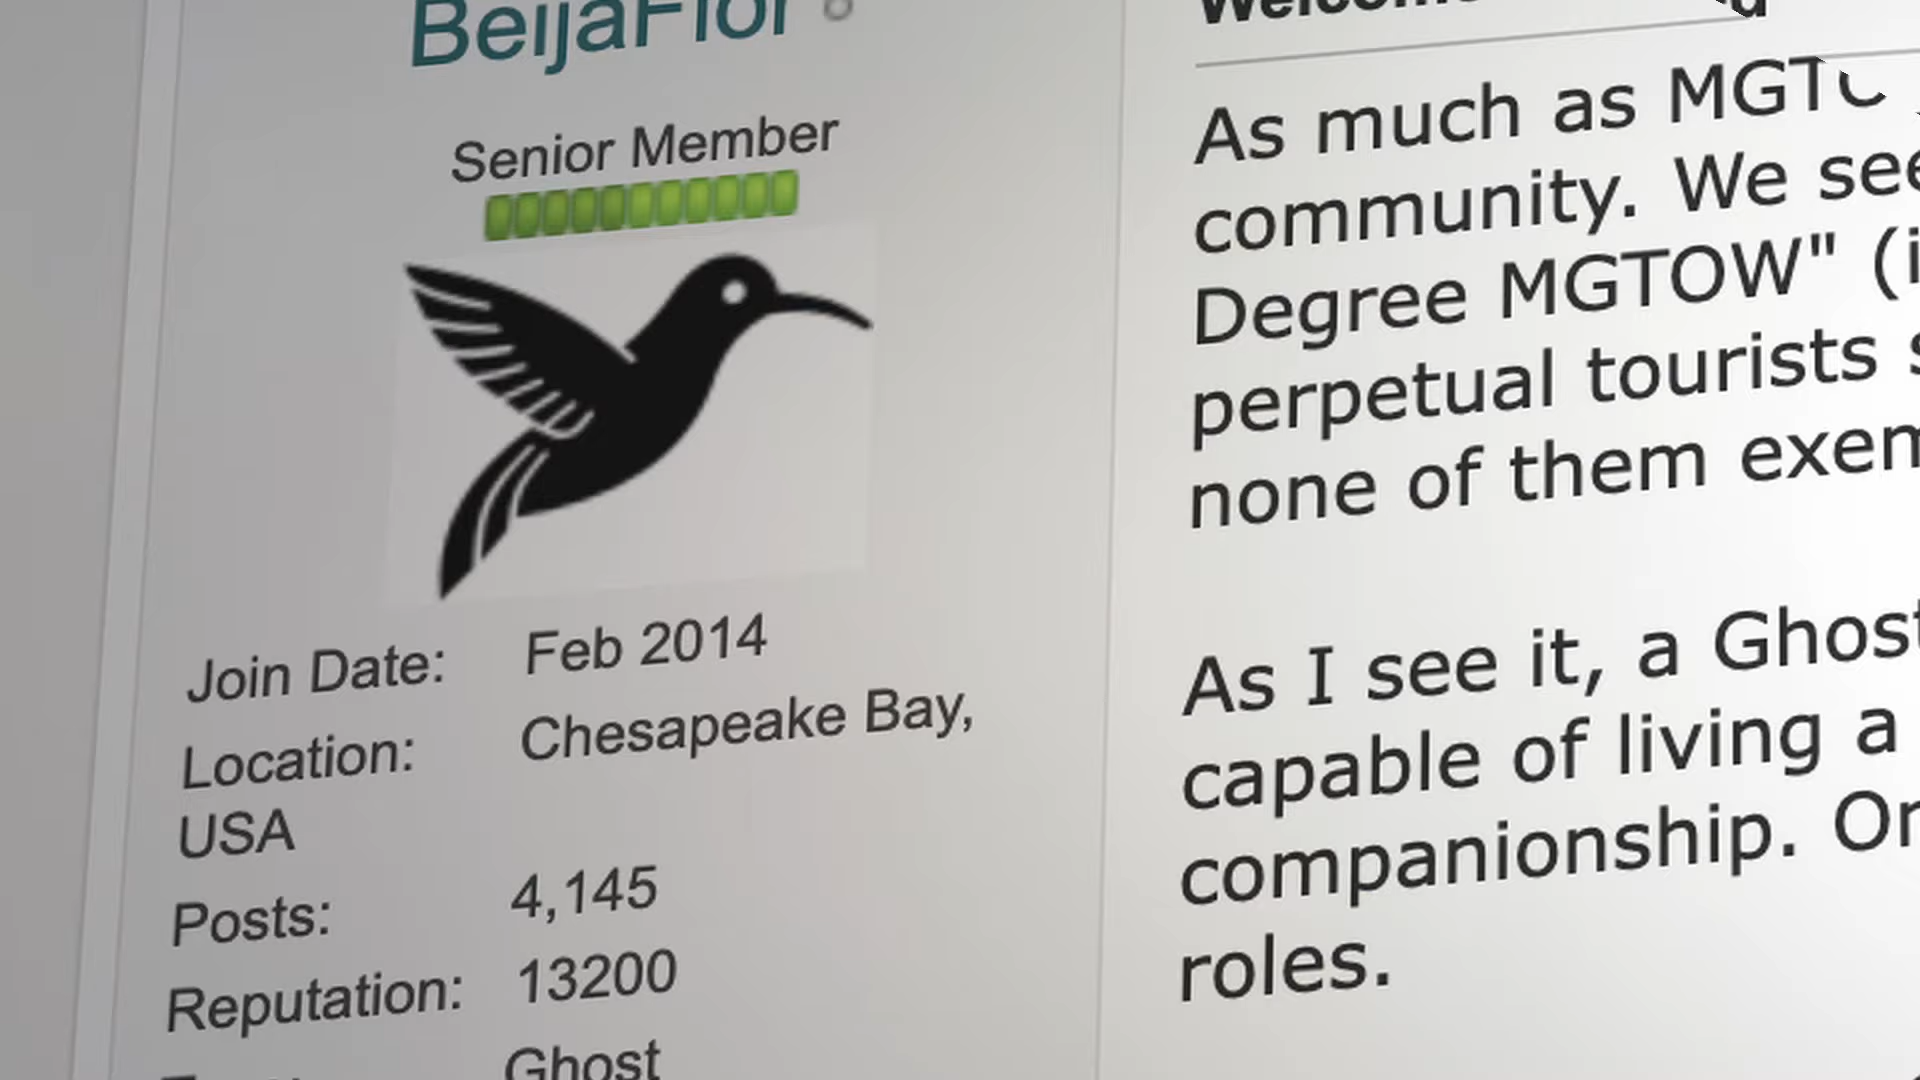 BeijaFlor
Senior Member
Join Date: Feb 2014
Location: Chesapeake Bay,
USA
Posts: 4,145
Reputation: 13200
Ghost
As much as
community. We
Degree MGTOW" (i
perpetual tourists
none of them
As I see it, a Ghost
capable of living a
companionship.
roles.